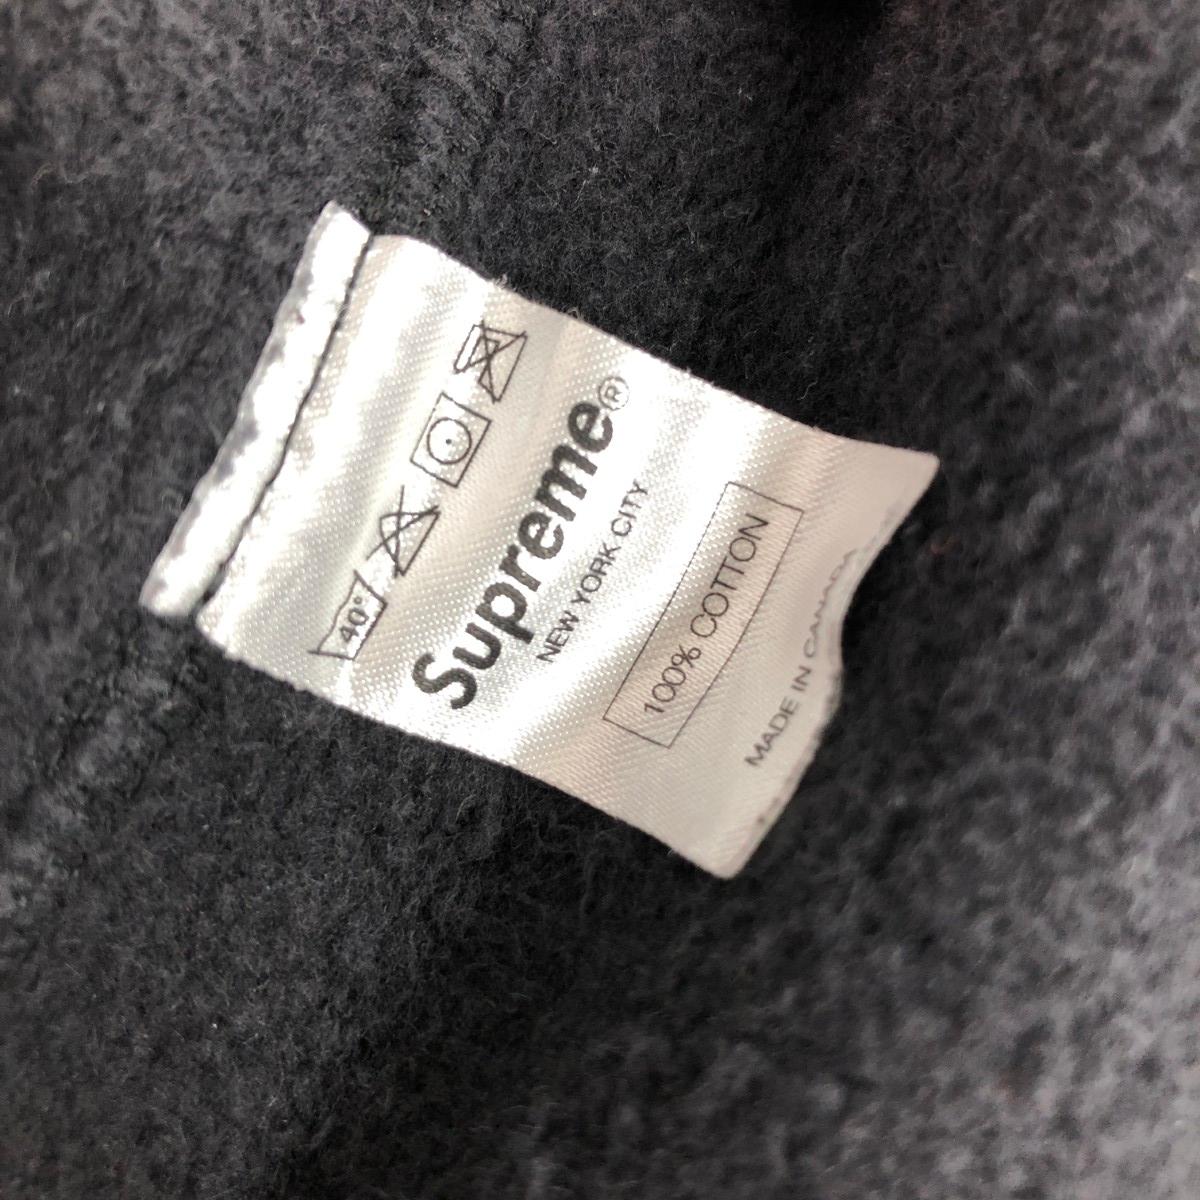 40°
Supreme®
NEW YORK CITY
100% COTTON
MADE IN CANADA